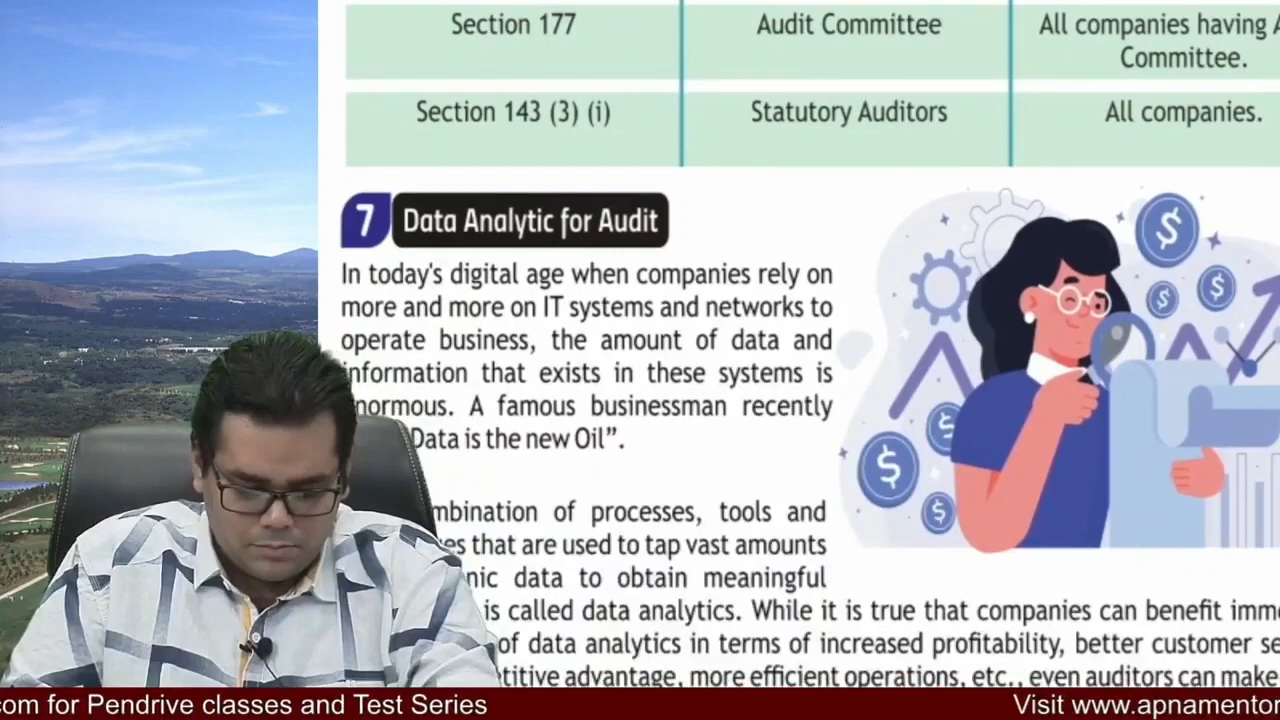 Section 177 Audit Committee All companies having
Committee.
Section 143 (3) (i) Statutory Auditors All companies.
7 Data Analytic for Audit
In today's digital age when companies rely on
more and more on IT systems and networks to
operate business, the amount of data and
information that exists in these systems is
normous. A famous businessman recently
Data is the new Oil”.
mbination of processes, tools and
es that are used to tap vast amounts
nic data to obtain meaningful
is called data analytics. While it is true that companies can benefit imm
of data analytics in terms of increased profitability, better customer se
titive advantage, more efficient operations, etc., even auditors can make
com for Pendrive classes and Test Series Visit www.apnamentor